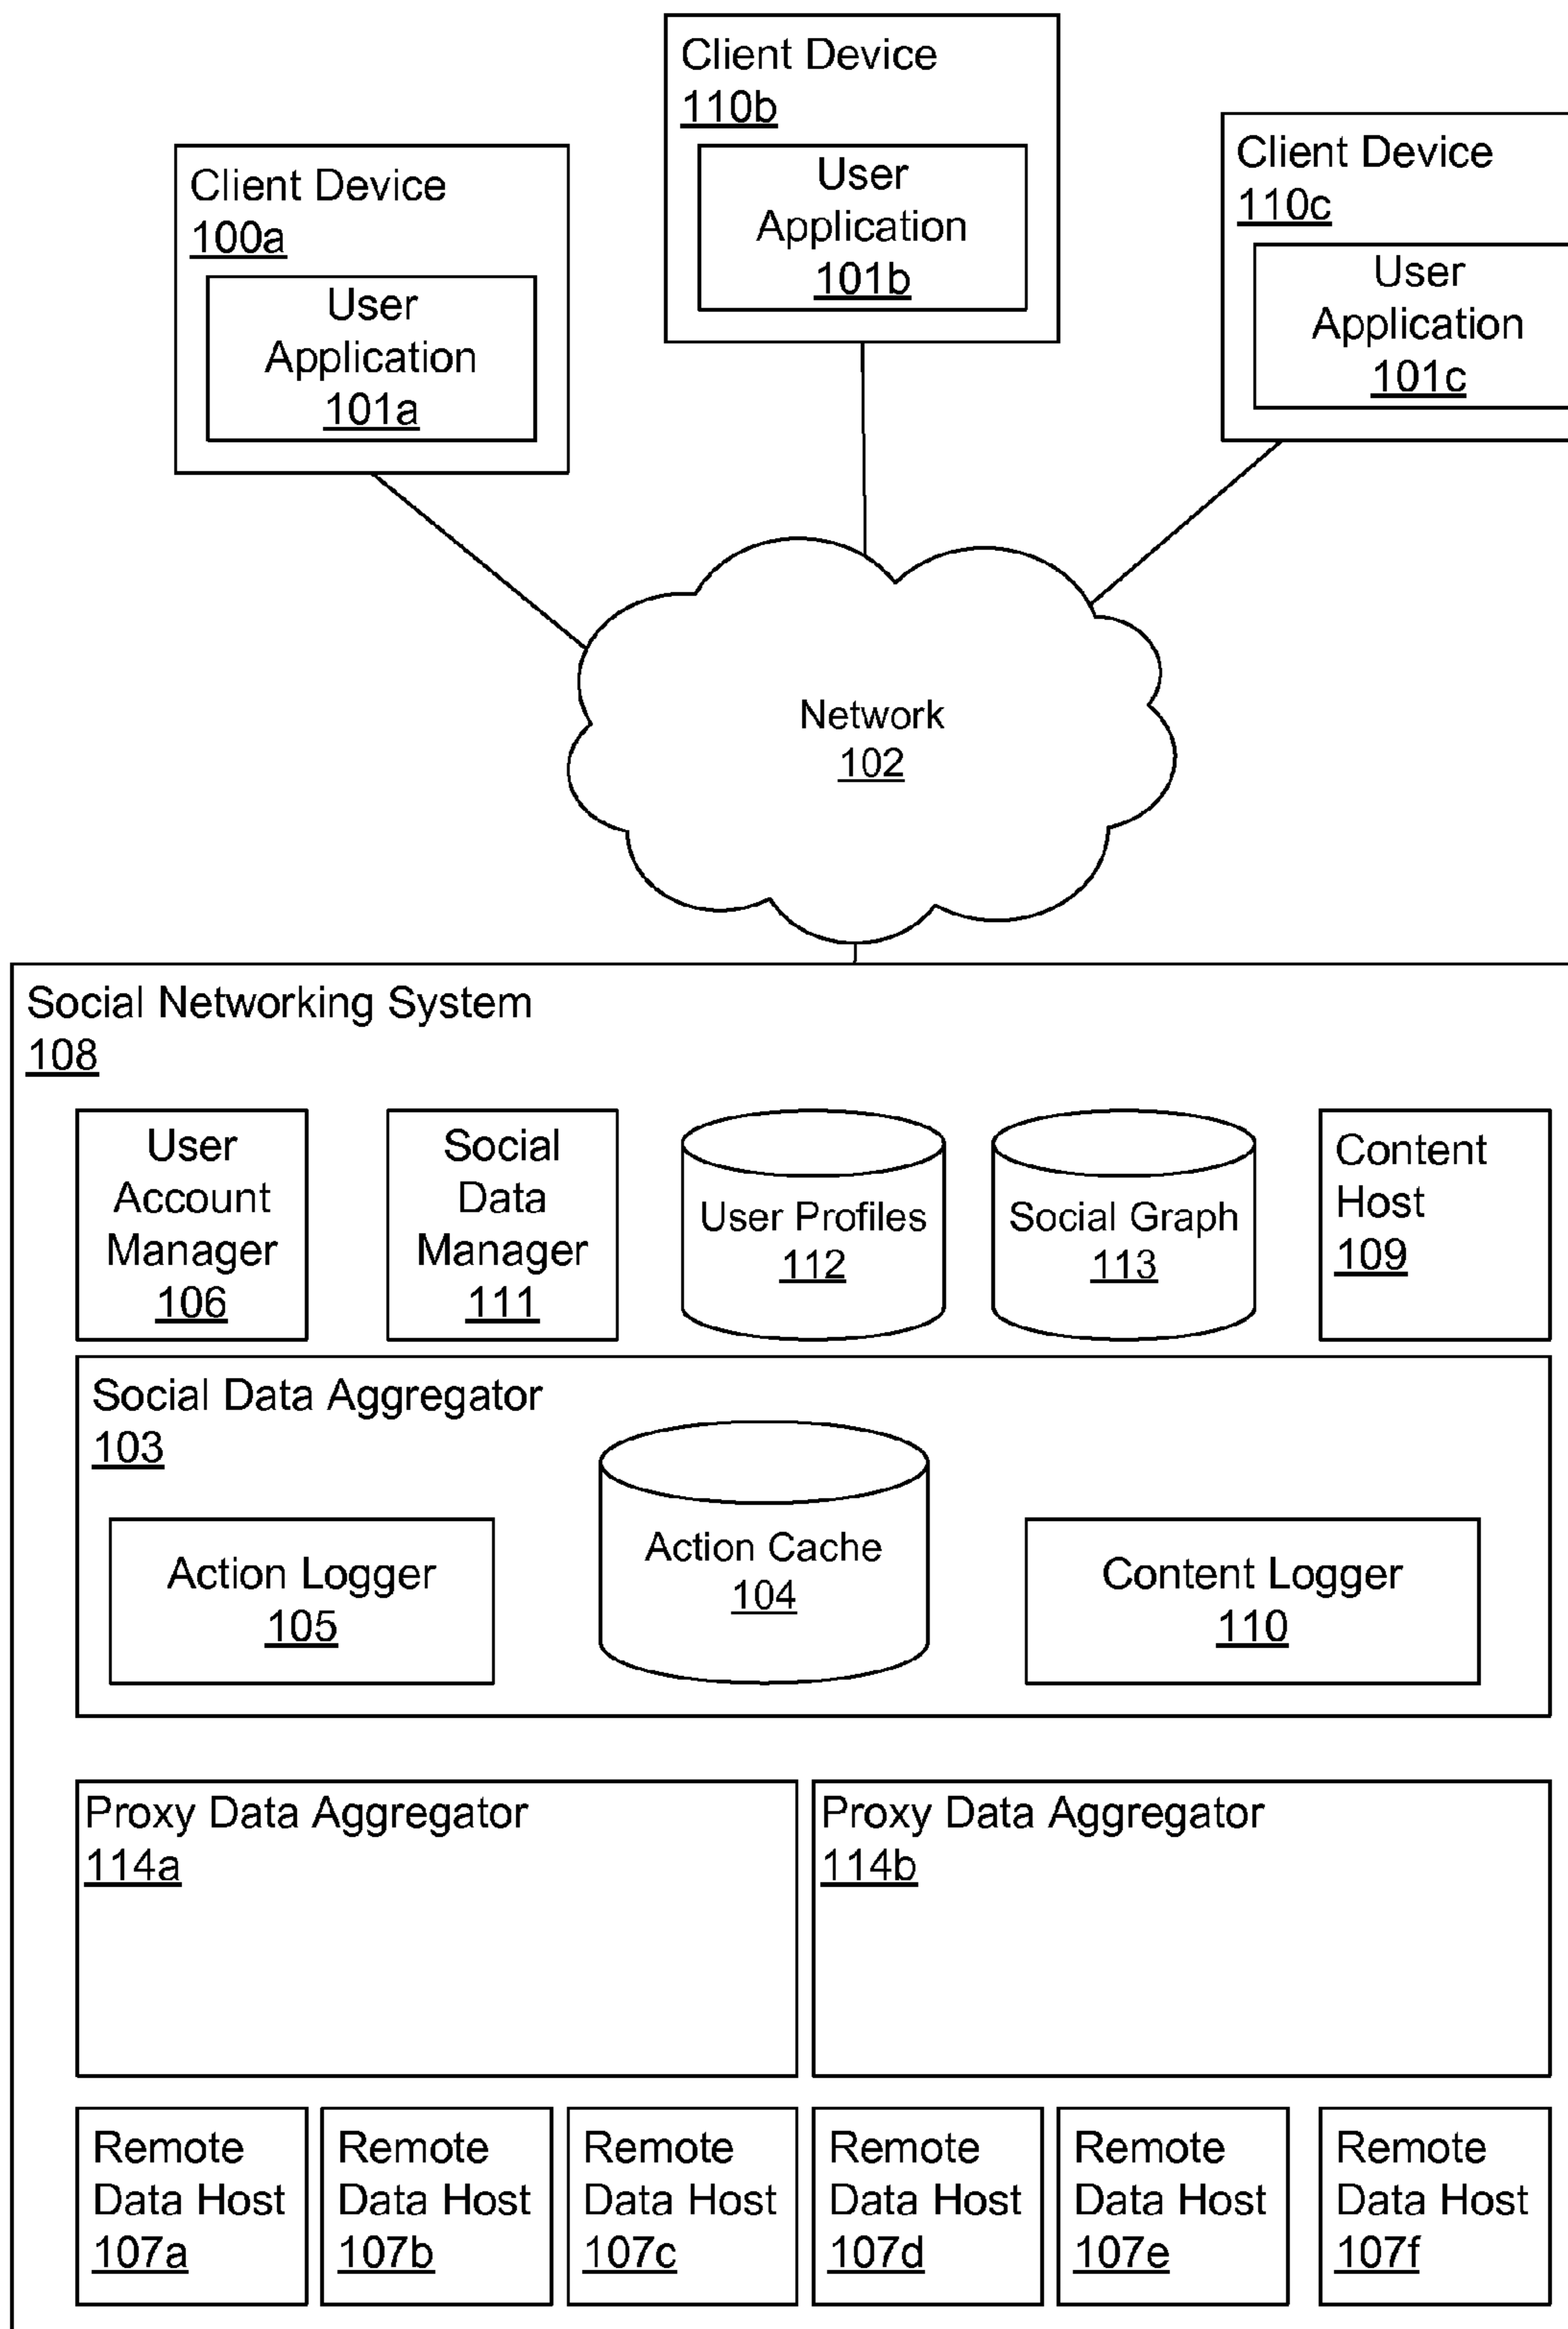 Client Device
110b
User
Application
101b
Client Device
110c
User
Application
101c
Client Device
100a
User
Application
101a
Network
102
Social Networking System
108
User
Account
Manager
106
Social
Data
Manager
111
User Profiles
112
Social Graph
113
Content
Host
109
Social Data Aggregator
103
Action Logger
105
Action Cache
104
Content Logger
110
Proxy Data Aggregator
114a
Proxy Data Aggregator
114b
Remote
Data Host
107a
Remote
Data Host
107b
Remote
Data Host
107c
Remote
Data Host
107d
Remote
Data Host
107e
Remote
Data Host
107f